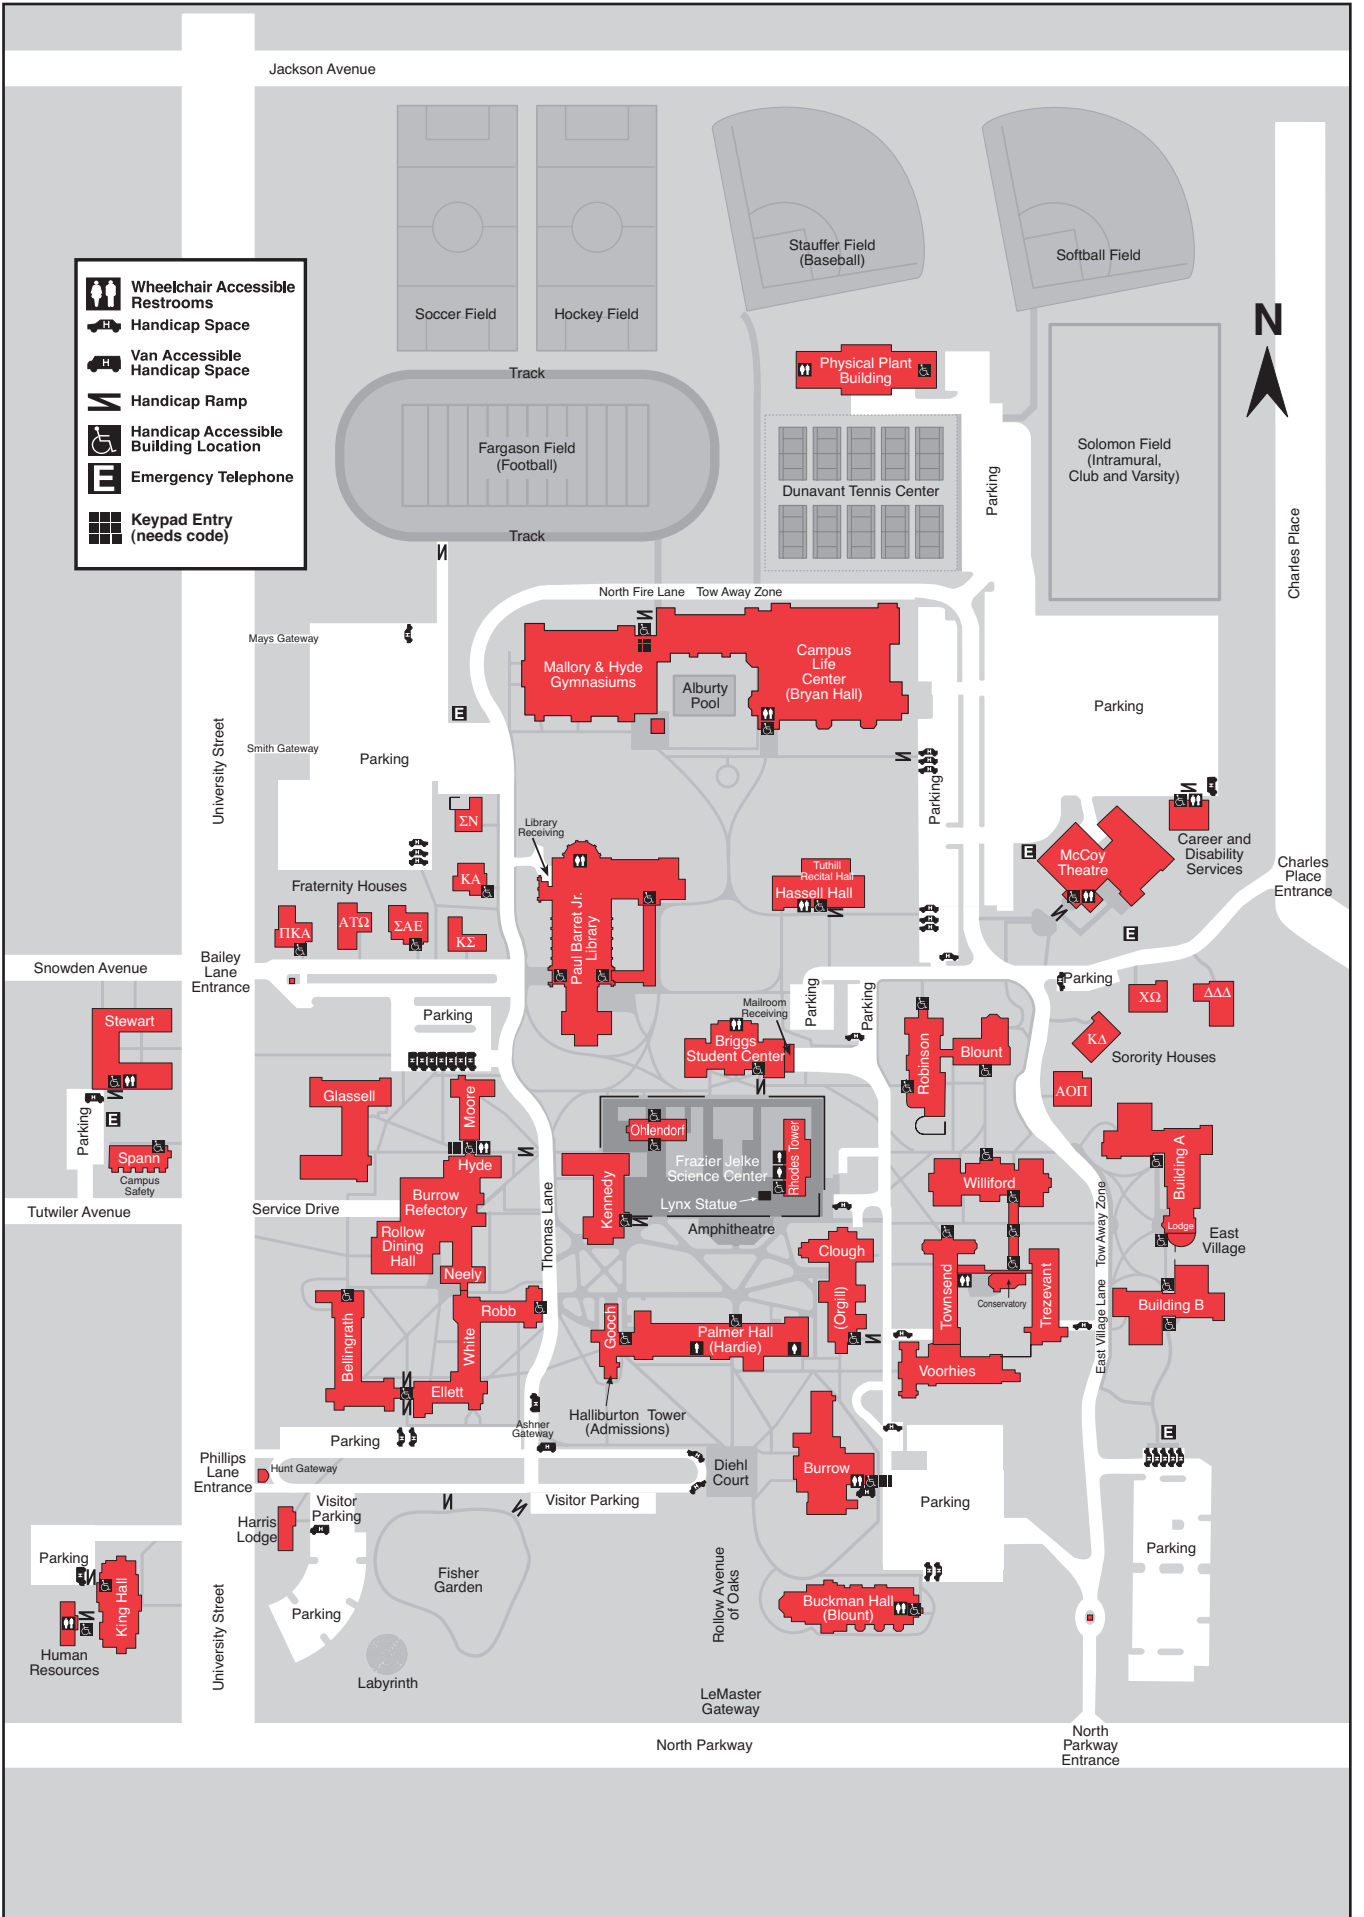 Jackson Avenue
Soccer Field
Hockey Field
Stauffer Field
(Baseball)
Softball Field
N
Wheelchair Accessible
Restrooms
H
Handicap Space
H
Van Accessible
Handicap Space
Handicap Ramp
Handicap Accessible
Building Location
E
Emergency Telephone
Keypad Entry
(needs code)
Track
Fargason Field
(Football)
Track
Physical Plant
Building
Dunavant Tennis Center
Parking
Solomon Field
(Intramural,
Club and Varsity)
Charles Place
North Fire Lane Tow Away Zone
Mays Gateway
University Street
Smith Gateway
E
Parking
Mallory & Hyde
Gymnasiums
Alburty
Pool
Campus
Life
Center
(Bryan Hall)
Parking
Parking
Library
Receiving
ΣΝ
ΚΑ
Fraternity Houses
ΠΚΑ
ΑΤΩ
ΣΑΕ
ΚΣ
Paul Barret Jr.
Library
Tuthill
Recital Hall
Hassell Hall
E
McCoy
Theatre
Career and
Disability
Services
Charles
Place
Entrance
E
Snowden Avenue
Bailey
Lane
Entrance
Parking
Stewart
Parking
E
Spann
Campus
Safety
Tutwiler Avenue
Mailroom
Receiving
Parking
Parking
Briggs
Student Center
Robinson
Blount
Parking
ΧΩ
ΔΔΔ
ΚΔ
Sorority Houses
ΑΟΠ
Glassell
Moore
Hyde
Burrow
Refectory
Service Drive
Rollow
Dining
Hall
Neely
Thomas Lane
Ohlendorf
Frazier Jelke
Science Center
Rhodes Tower
Lynx Statue
Kennedy
Amphitheatre
Williford
Building A
Lodge
East
Village
Building B
Clough
(Orgill)
Townsend
Conservatory
Trezevant
East Village Lane Tow Away Zone
Bellingrath
Robb
White
Ellett
Gooch
Palmer Hall
(Hardie)
Voorhies
Halliburton Tower
(Admissions)
Ashner
Gateway
Parking
Phillips
Lane
Entrance
Hunt Gateway
Visitor
Parking
Harris
Lodge
Visitor Parking
Diehl
Court
Burrow
Parking
E
Parking
Parking
King Hall
Human
Resources
University Street
Parking
Fisher
Garden
Labyrinth
Rollow Avenue
of Oaks
Buckman Hall
(Blount)
LeMaster
Gateway
North Parkway
North
Parkway
Entrance